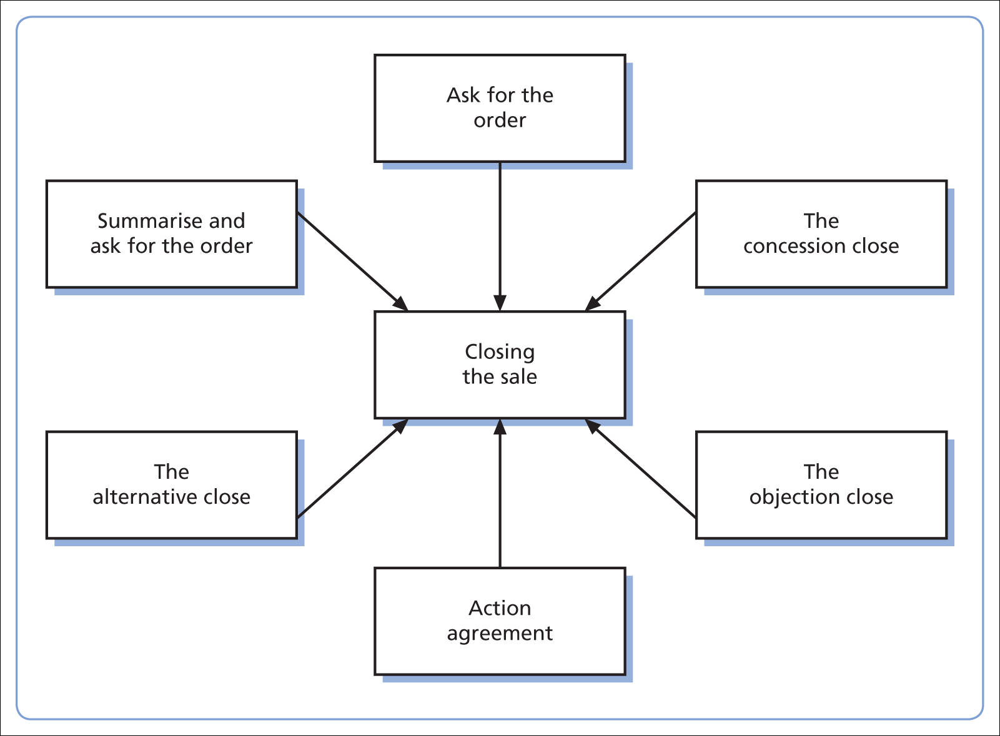 Ask for the
order
Summarise and
ask for the order
The
concession close
Closing
the sale
The
alternative close
The
objection close
Action
agreement